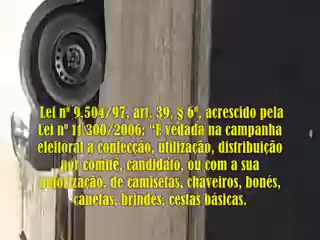 Lei nº 9.504/97, art. 39, § 6º, acrescido pela
Lei nº 11 300/2006: "É vedada na campanha
eleitoral a confecção, utilização, distribuição
por comitê, candidato, ou com a sua
autorização, de camisetas, chaveiros, bonés,
canetas, brindes, cestas básicas.